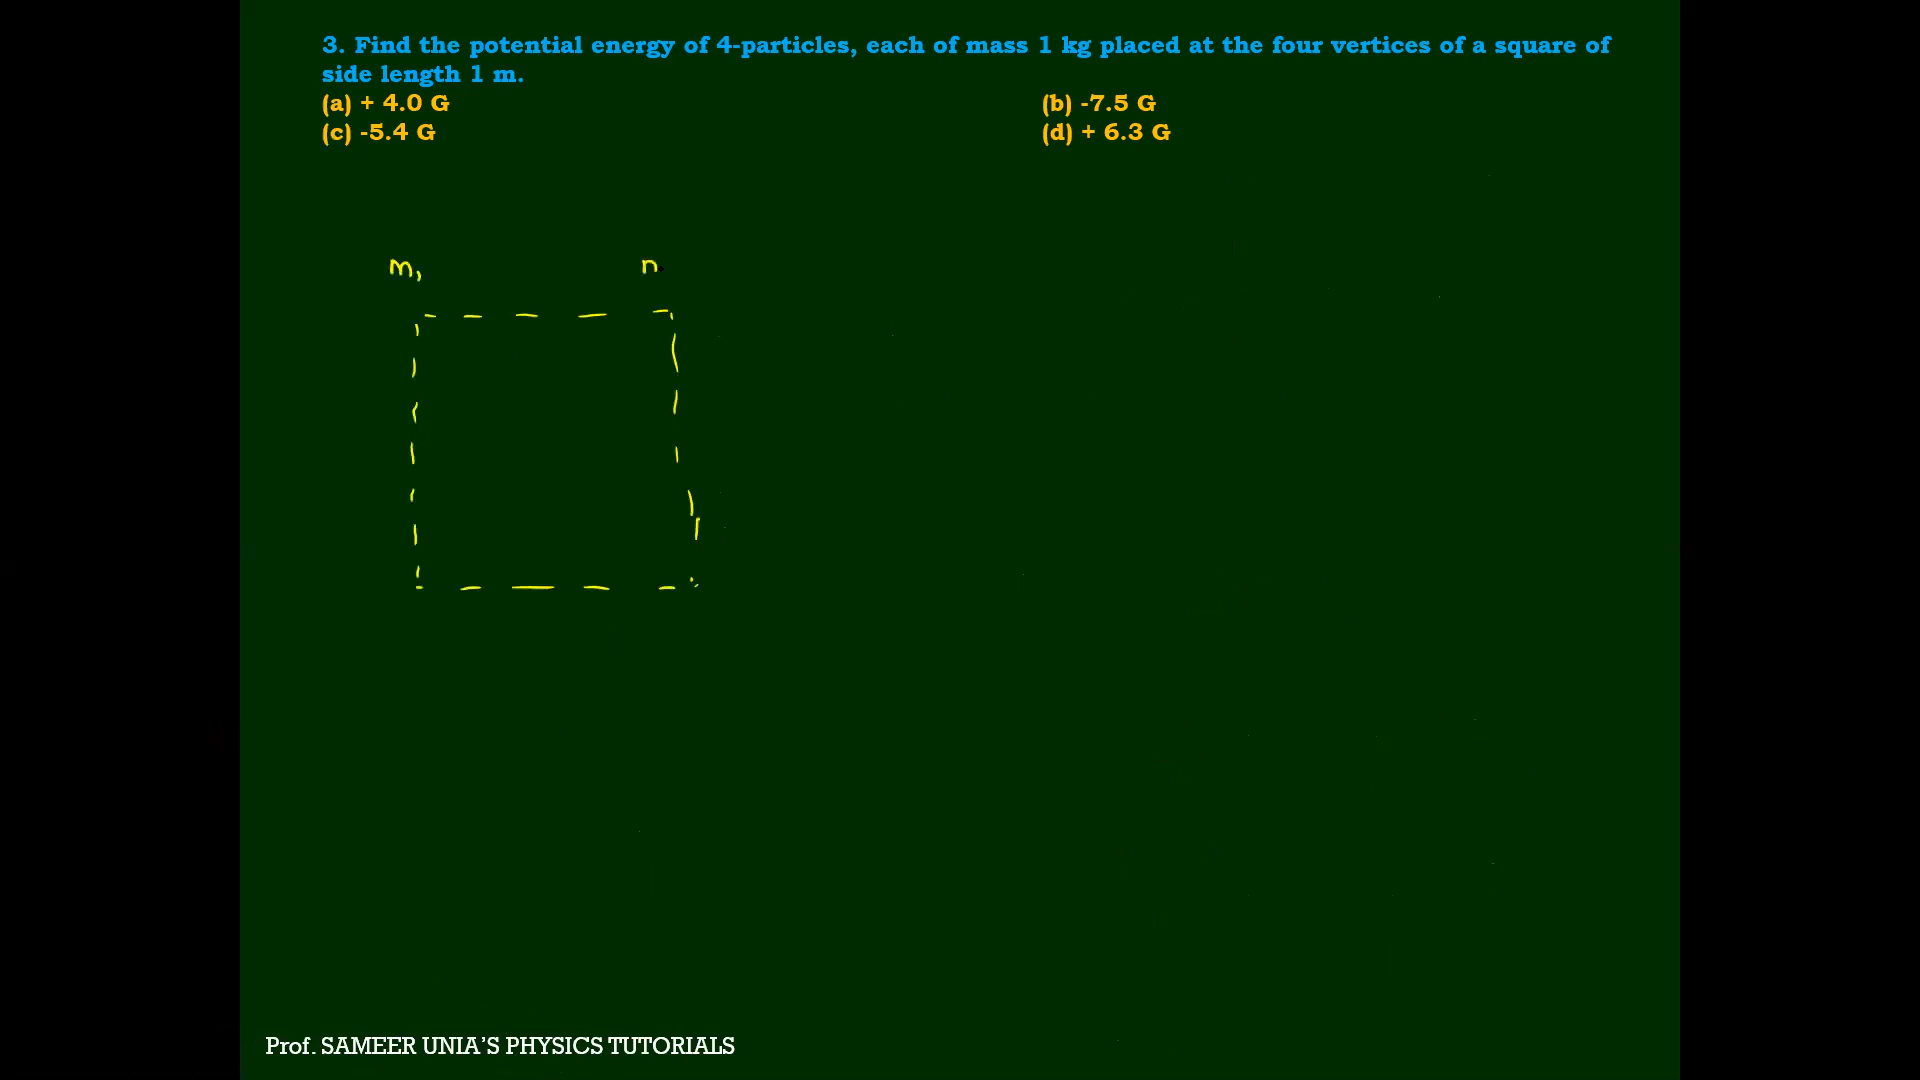 3. Find the potential energy of 4-particles, each of mass 1 kg placed at the four vertices of a square of
side length 1 m.
(a) + 4.0 G (b) -7.5 G
(c) -5.4 G (d) + 6.3 G
m₁ n
Prof. SAMEER UNIA’S PHYSICS TUTORIALS